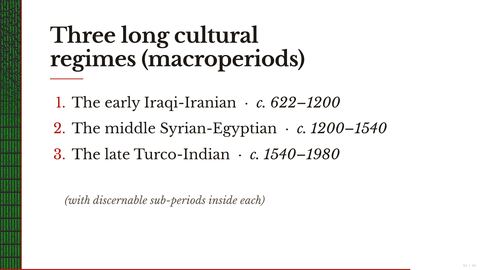 Three long cultural
regimes (macroperiods)
1. The early Iraqi-Iranian · c. 622–1200
2. The middle Syrian-Egyptian · c. 1200–1540
3. The late Turco-Indian · c. 1540–1980
(with discernable sub-periods inside each)